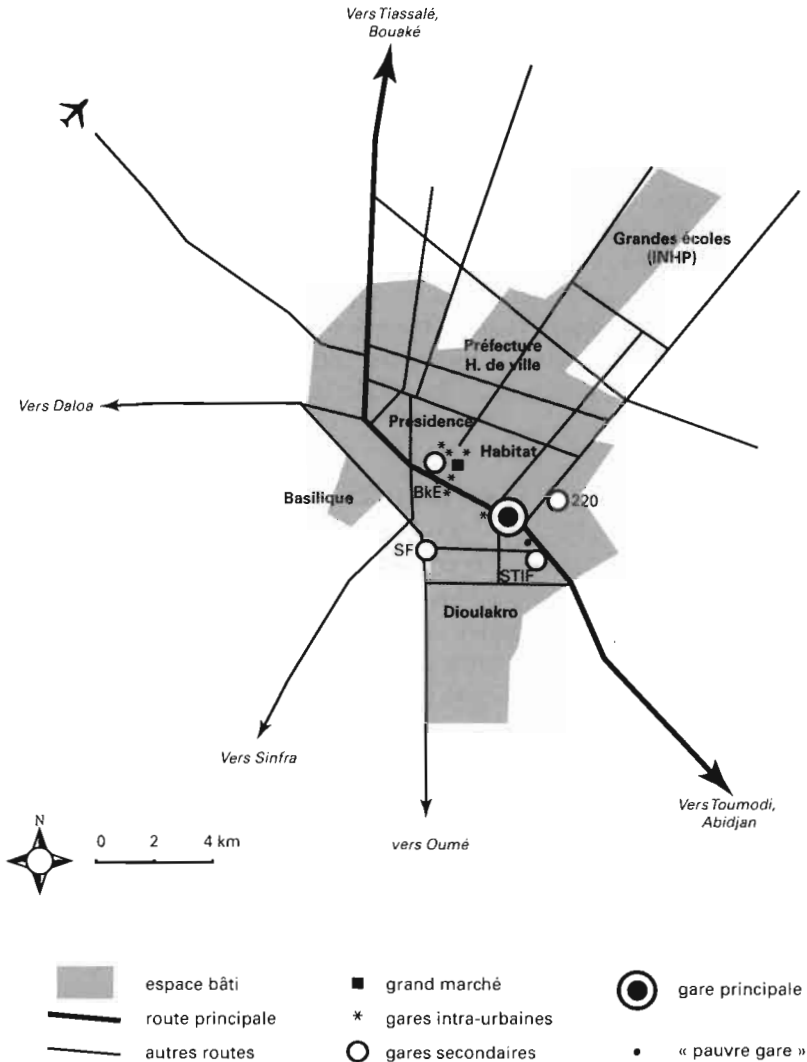 Vers Tiassalé,
Bouaké
Grandes écoles
(INHP)
Préfecture
H. de ville
Vers Daloa
Présidence
Habitat
Basilique
BkE
220
SF
STIF
Dioulakro
Vers Sinfra
Vers Toumodi,
Abidjan
vers Oumé
N
0 2 4 km
espace bâti
grand marché
gare principale
route principale
gares intra-urbaines
autres routes
gares secondaires
« pauvre gare »